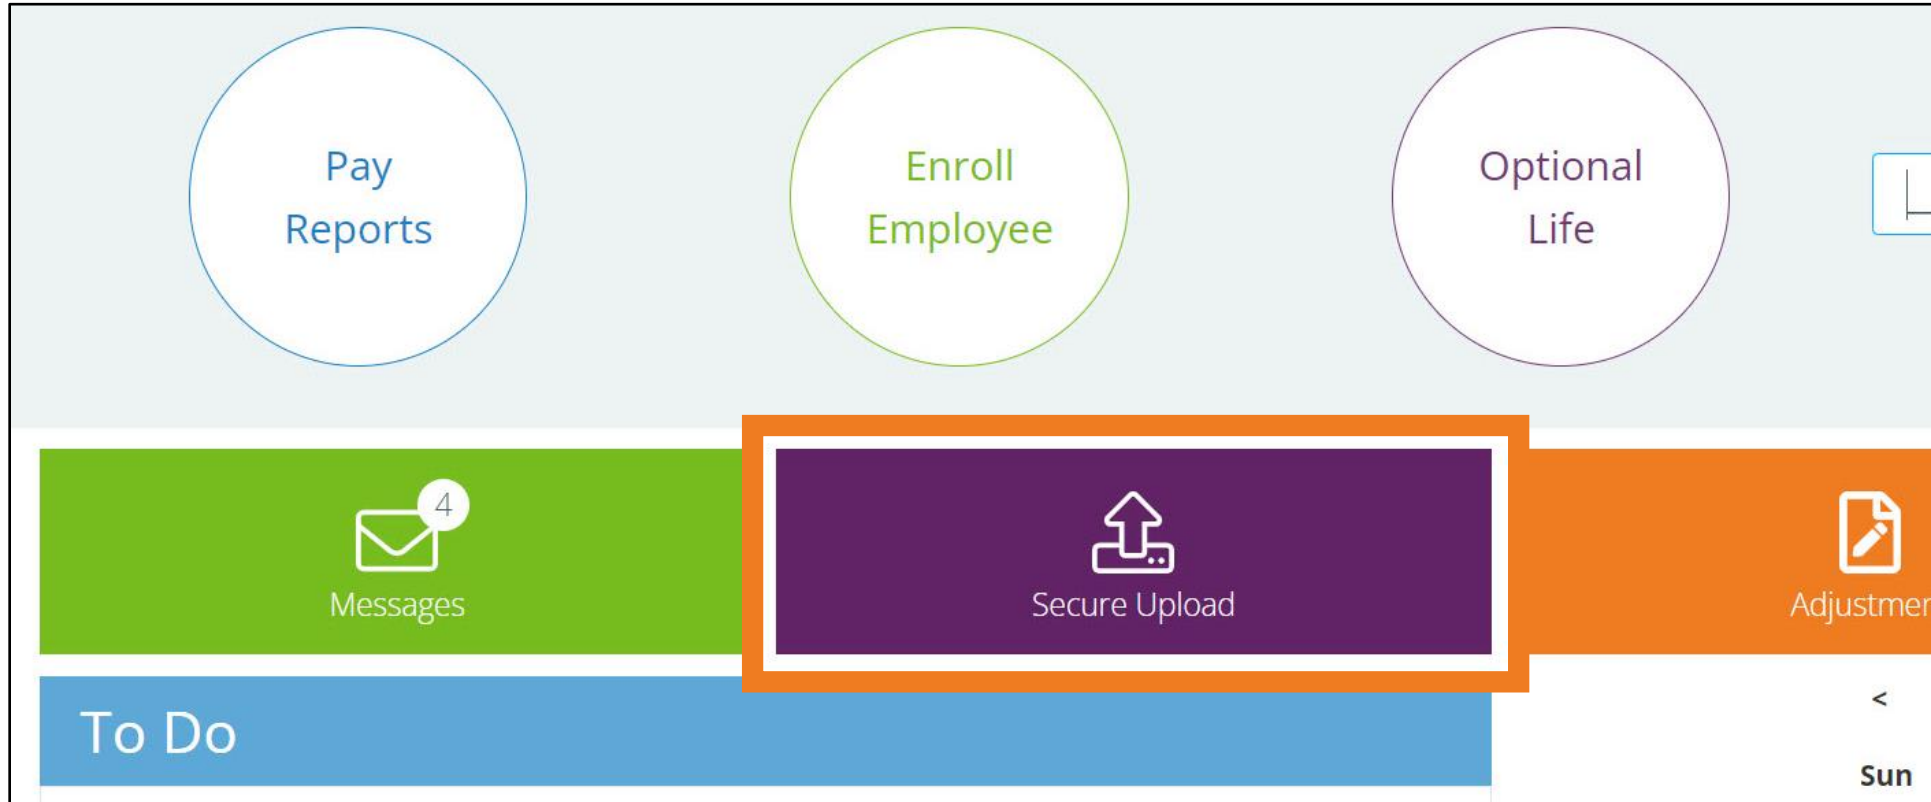 Pay
Reports
Enroll
Employee
Optional
Life
4
Messages
Secure Upload
To Do
<
Sun